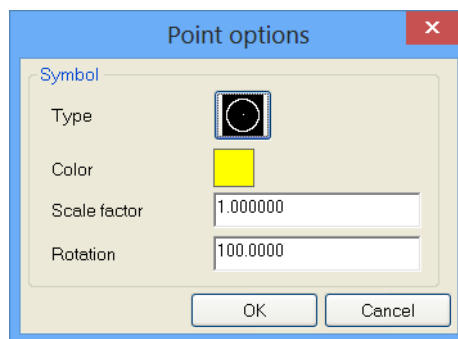 Point options
Symbol
Type
Color
Scale factor 1.000000
Rotation 100.0000
OK Cancel